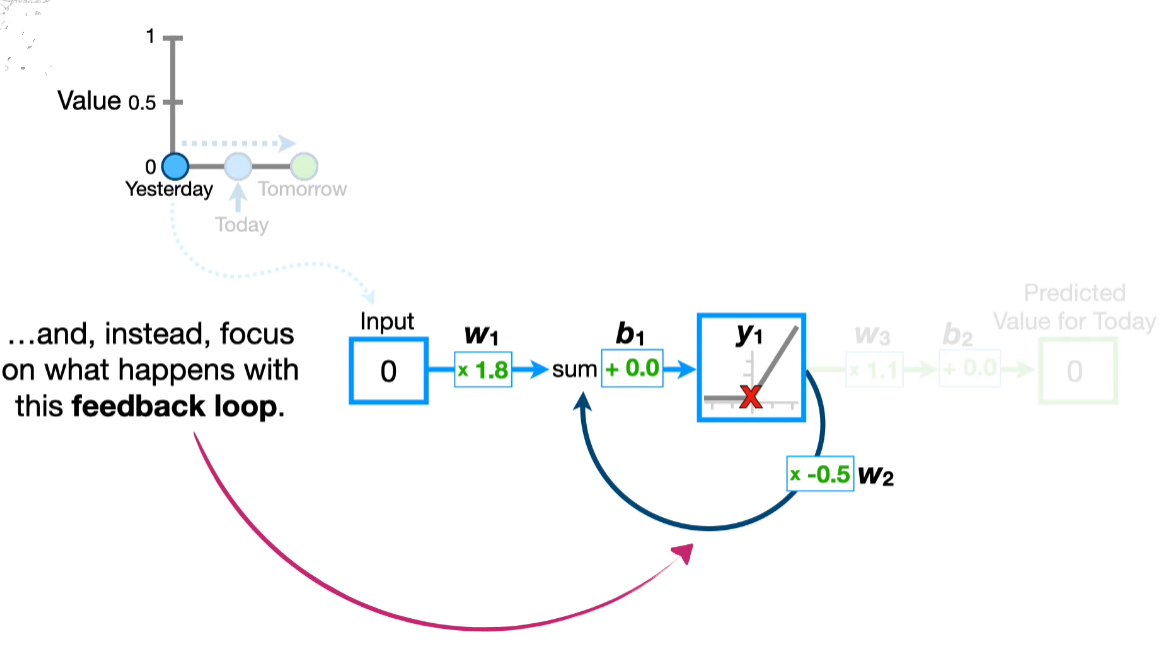 1
Value 0.5
0
Yesterday
Tomorrow
Today
Predicted
Value for Today
...and, instead, focus
on what happens with
this feedback loop.
Input
0
w1
x 1.8
sum
b1
+ 0.0
y1
w3
x 1.1
b2
+ 0.0
0
x -0.5 w2